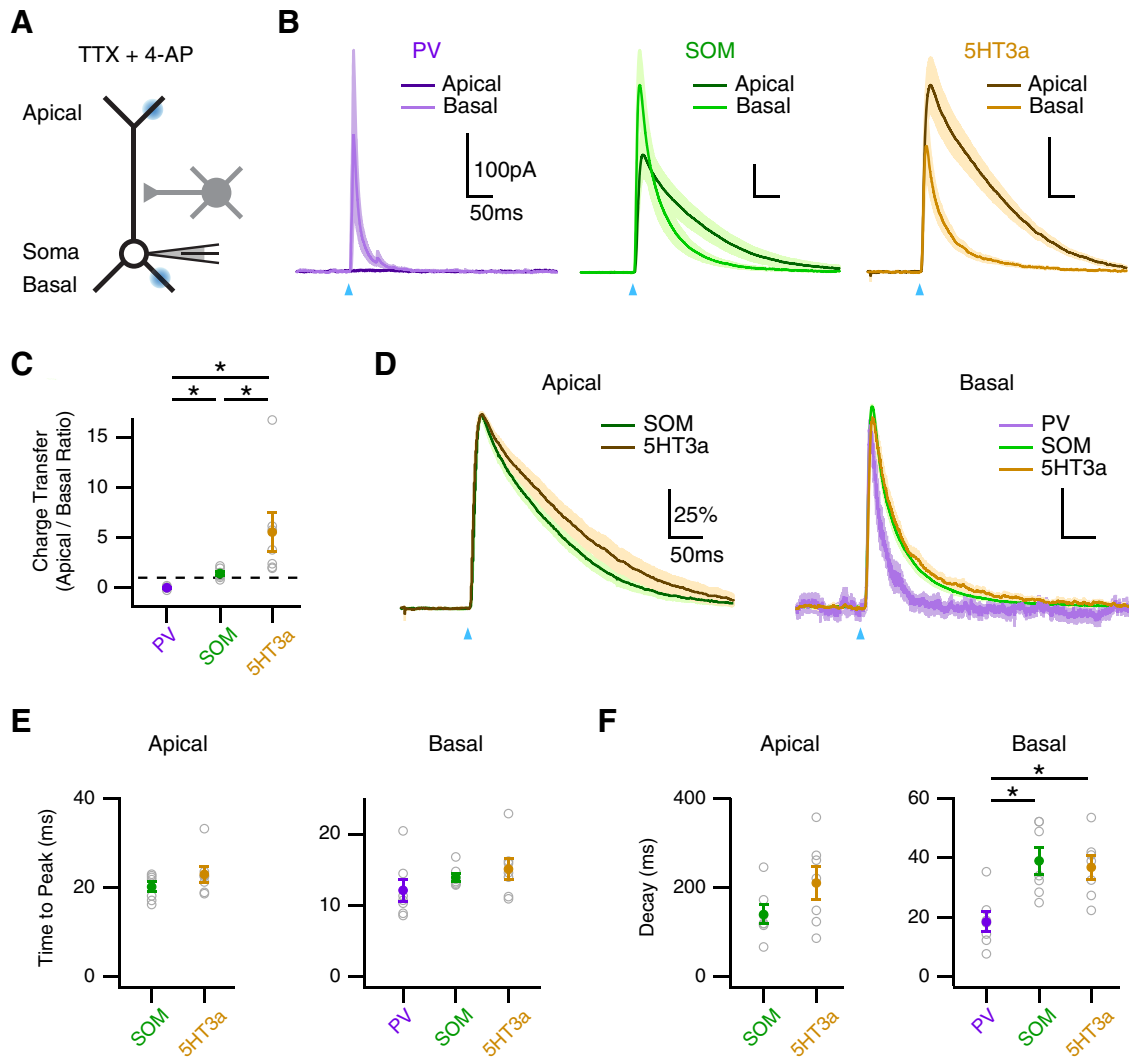 A
TTX + 4-AP
Apical
Soma
Basal
B
PV
Apical
Basal
100pA
50ms
SOM
Apical
Basal
5HT3a
Apical
Basal
C
Charge Transfer
(Apical / Basal Ratio)
15
10
5
0
*
*
*
PV
SOM
5HT3a
D
Apical
SOM
5HT3a
25%
50ms
Basal
PV
SOM
5HT3a
E
Apical
Time to Peak (ms)
40
20
0
SOM
5HT3a
Basal
20
10
0
PV
SOM
5HT3a
F
Apical
Decay (ms)
400
200
0
SOM
5HT3a
Basal
60
40
20
0
*
*
PV
SOM
5HT3a